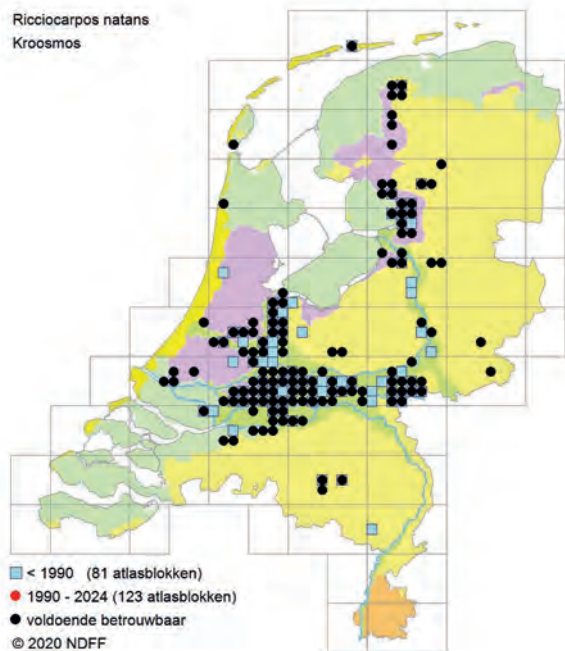 Ricciocarpos natans
Kroosmos
< 1990 (81 atlasblokken)
1990 - 2024 (123 atlasblokken)
voldoende betrouwbaar
© 2020 NDFF